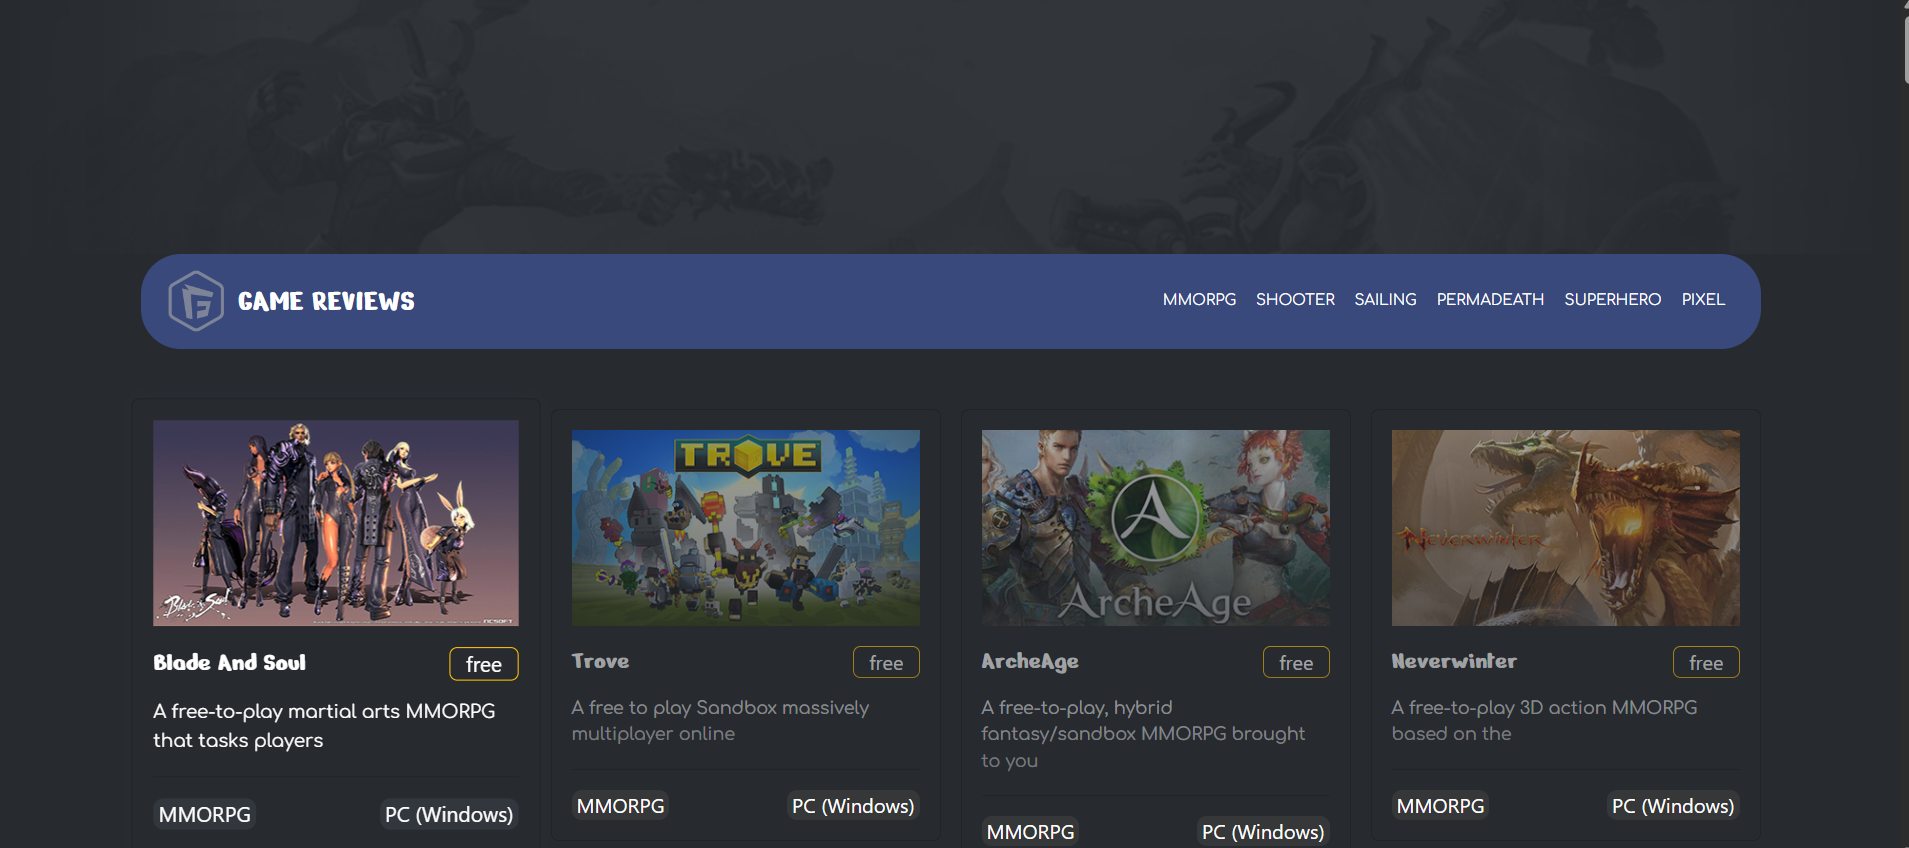 GAME REVIEWS
MMORPG SHOOTER SAILING PERMADEATH SUPERHERO PIXEL
Blade & Soul
NCSOFT
Blade And Soul
free
A free-to-play martial arts MMORPG
that tasks players
MMORPG
PC (Windows)
TROVE
Trove
free
A free to play Sandbox massively
multiplayer online
MMORPG
PC (Windows)
ArcheAge
ArcheAge
free
A free-to-play, hybrid
fantasy/sandbox MMORPG brought
to you
MMORPG
PC (Windows)
NEVERWINTER
Neverwinter
free
A free-to-play 3D action MMORPG
based on the
MMORPG
PC (Windows)